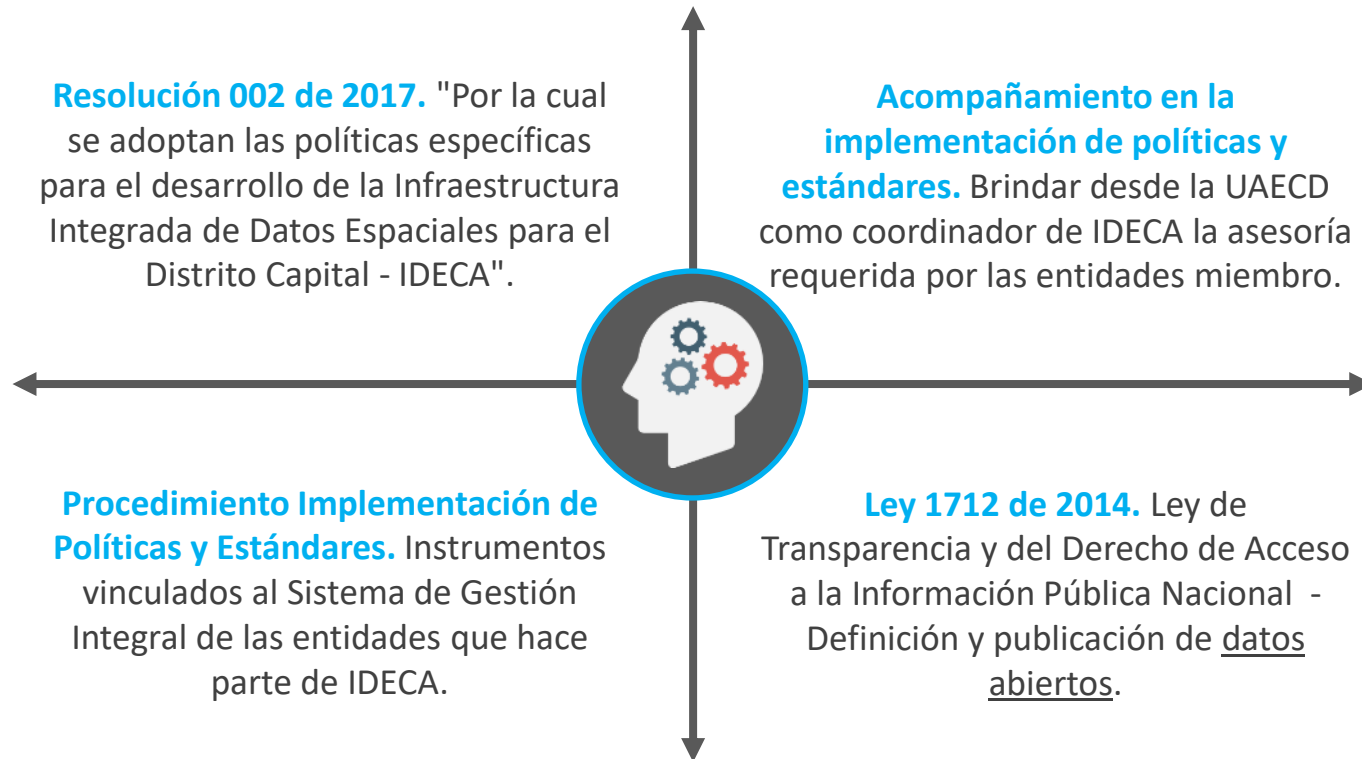 Resolución 002 de 2017. "Por la cual
se adoptan las políticas específicas
para el desarrollo de la Infraestructura
Integrada de Datos Espaciales para el
Distrito Capital - IDECA".
Acompañamiento en la
implementación de políticas y
estándares. Brindar desde la UAECD
como coordinador de IDECA la asesoría
requerida por las entidades miembro.
Procedimiento Implementación de
Políticas y Estándares. Instrumentos
vinculados al Sistema de Gestión
Integral de las entidades que hace
parte de IDECA.
Ley 1712 de 2014. Ley de
Transparencia y del Derecho de Acceso
a la Información Pública Nacional -
Definición y publicación de datos
abiertos.